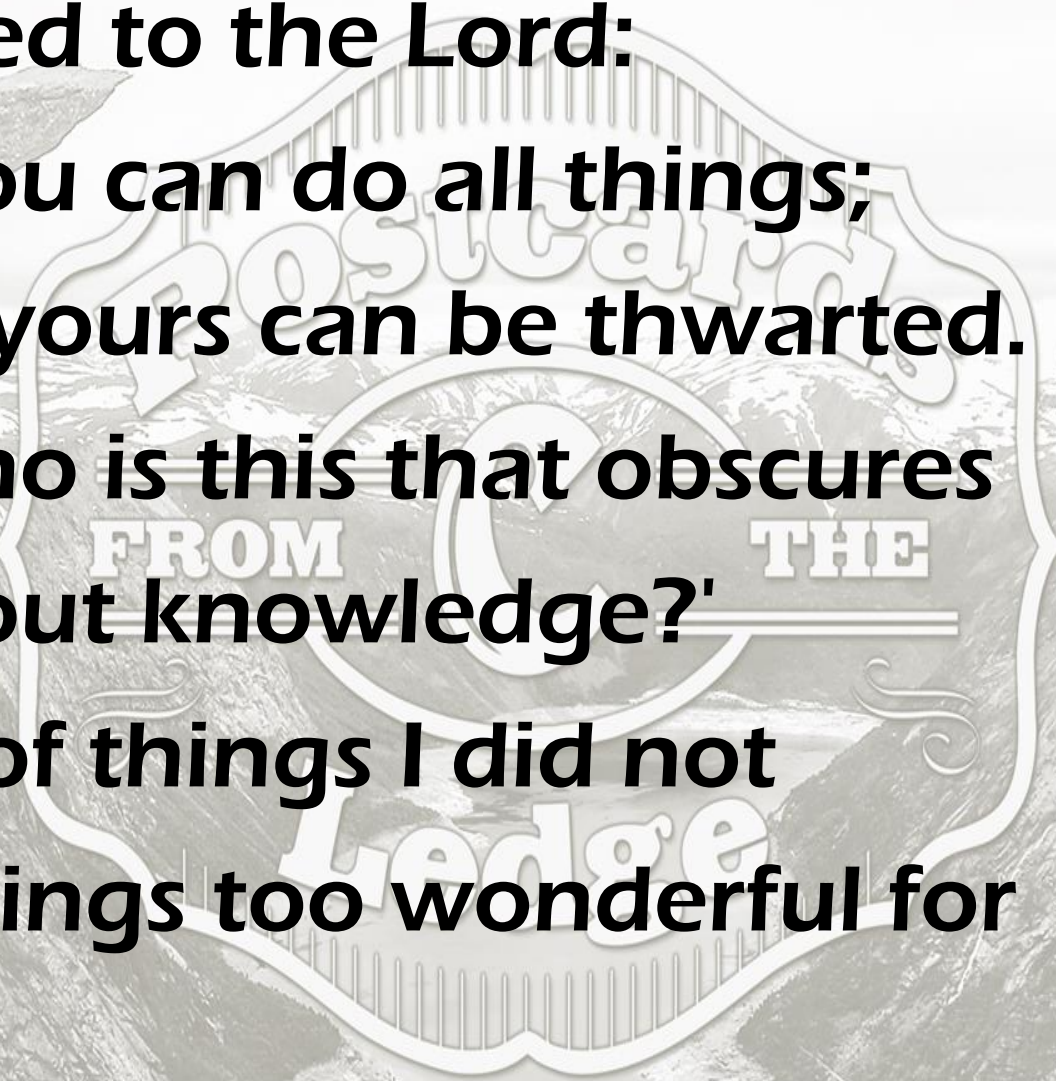 ed to the Lord:
ou can do all things;
yours can be thwarted.
is this that obscures
out knowledge?'
of things I did not
ings too wonderful for
Postcards
FROM C THE
Ledge